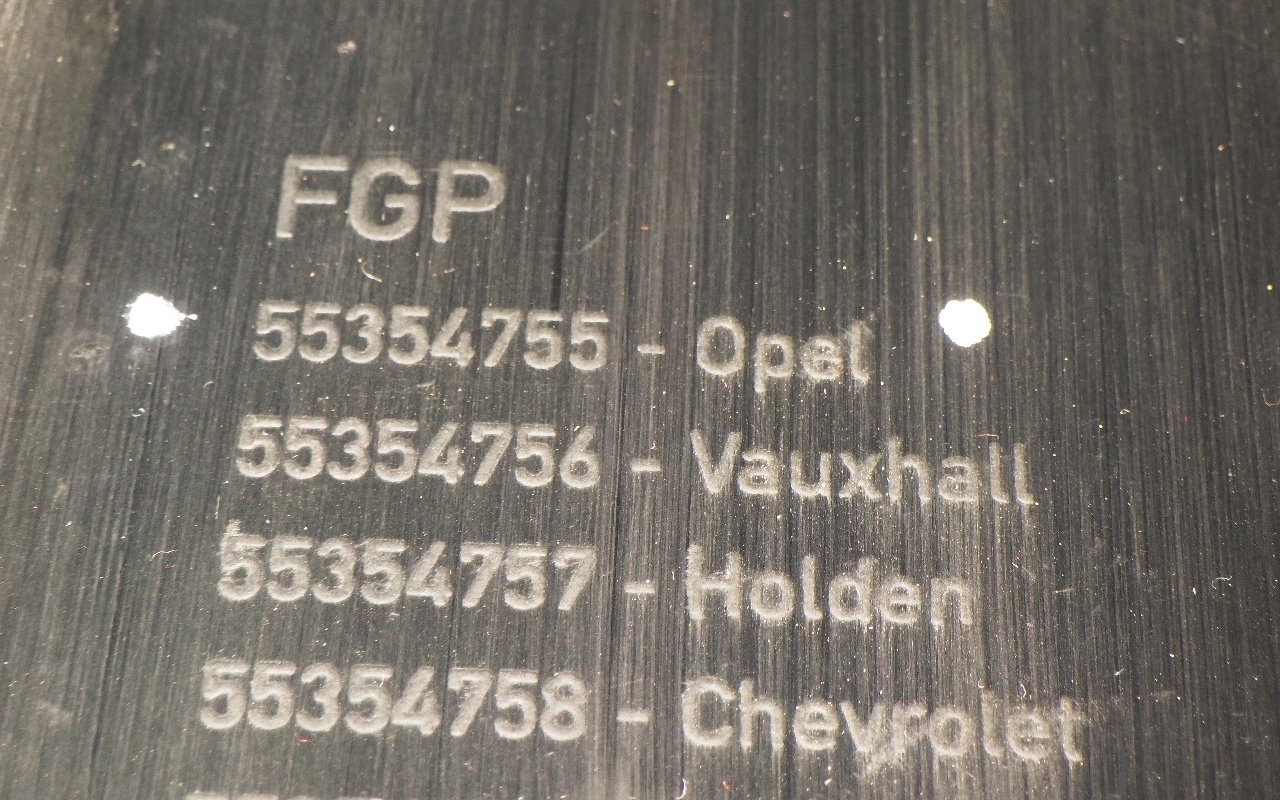 FGP
55354755 - Opel
55354756 - Vauxhall
55354757 - Holden
55354758 - Chevrolet